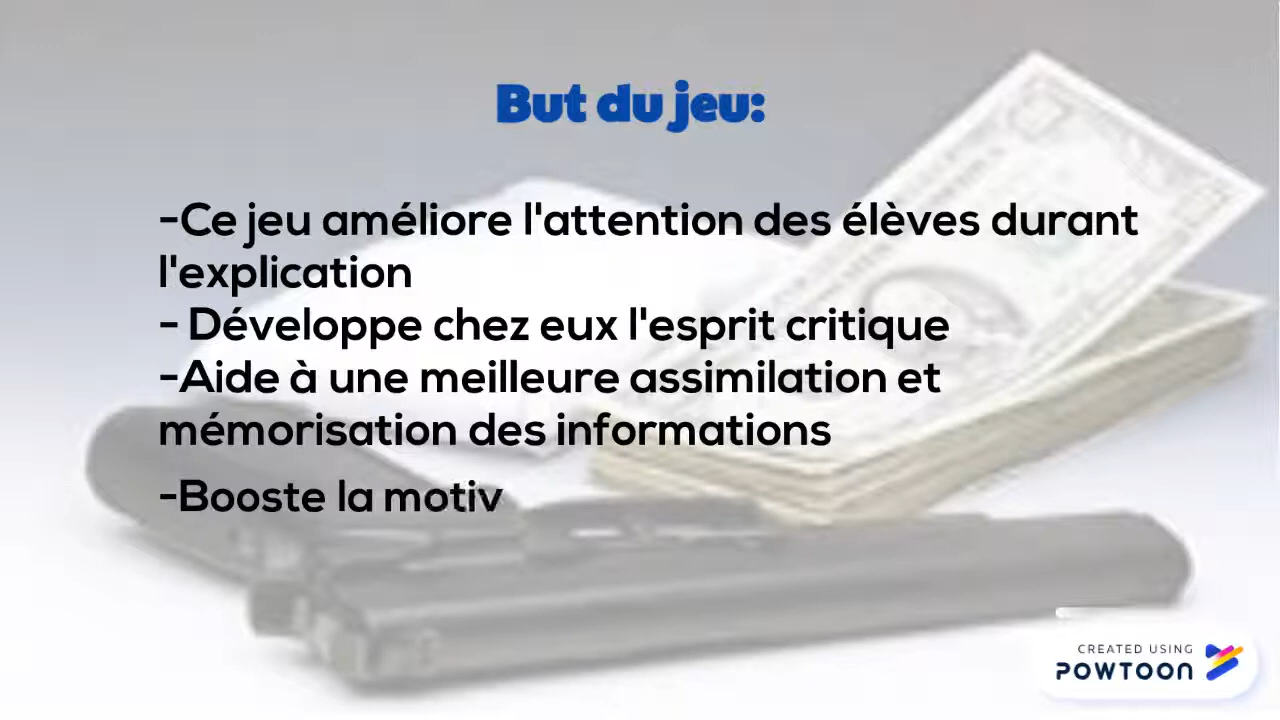 But du jeu:
-Ce jeu améliore l'attention des élèves durant
l'explication
- Développe chez eux l'esprit critique
-Aide à une meilleure assimilation et
mémorisation des informations
-Booste la motiv
CREATED USING
POWTOON